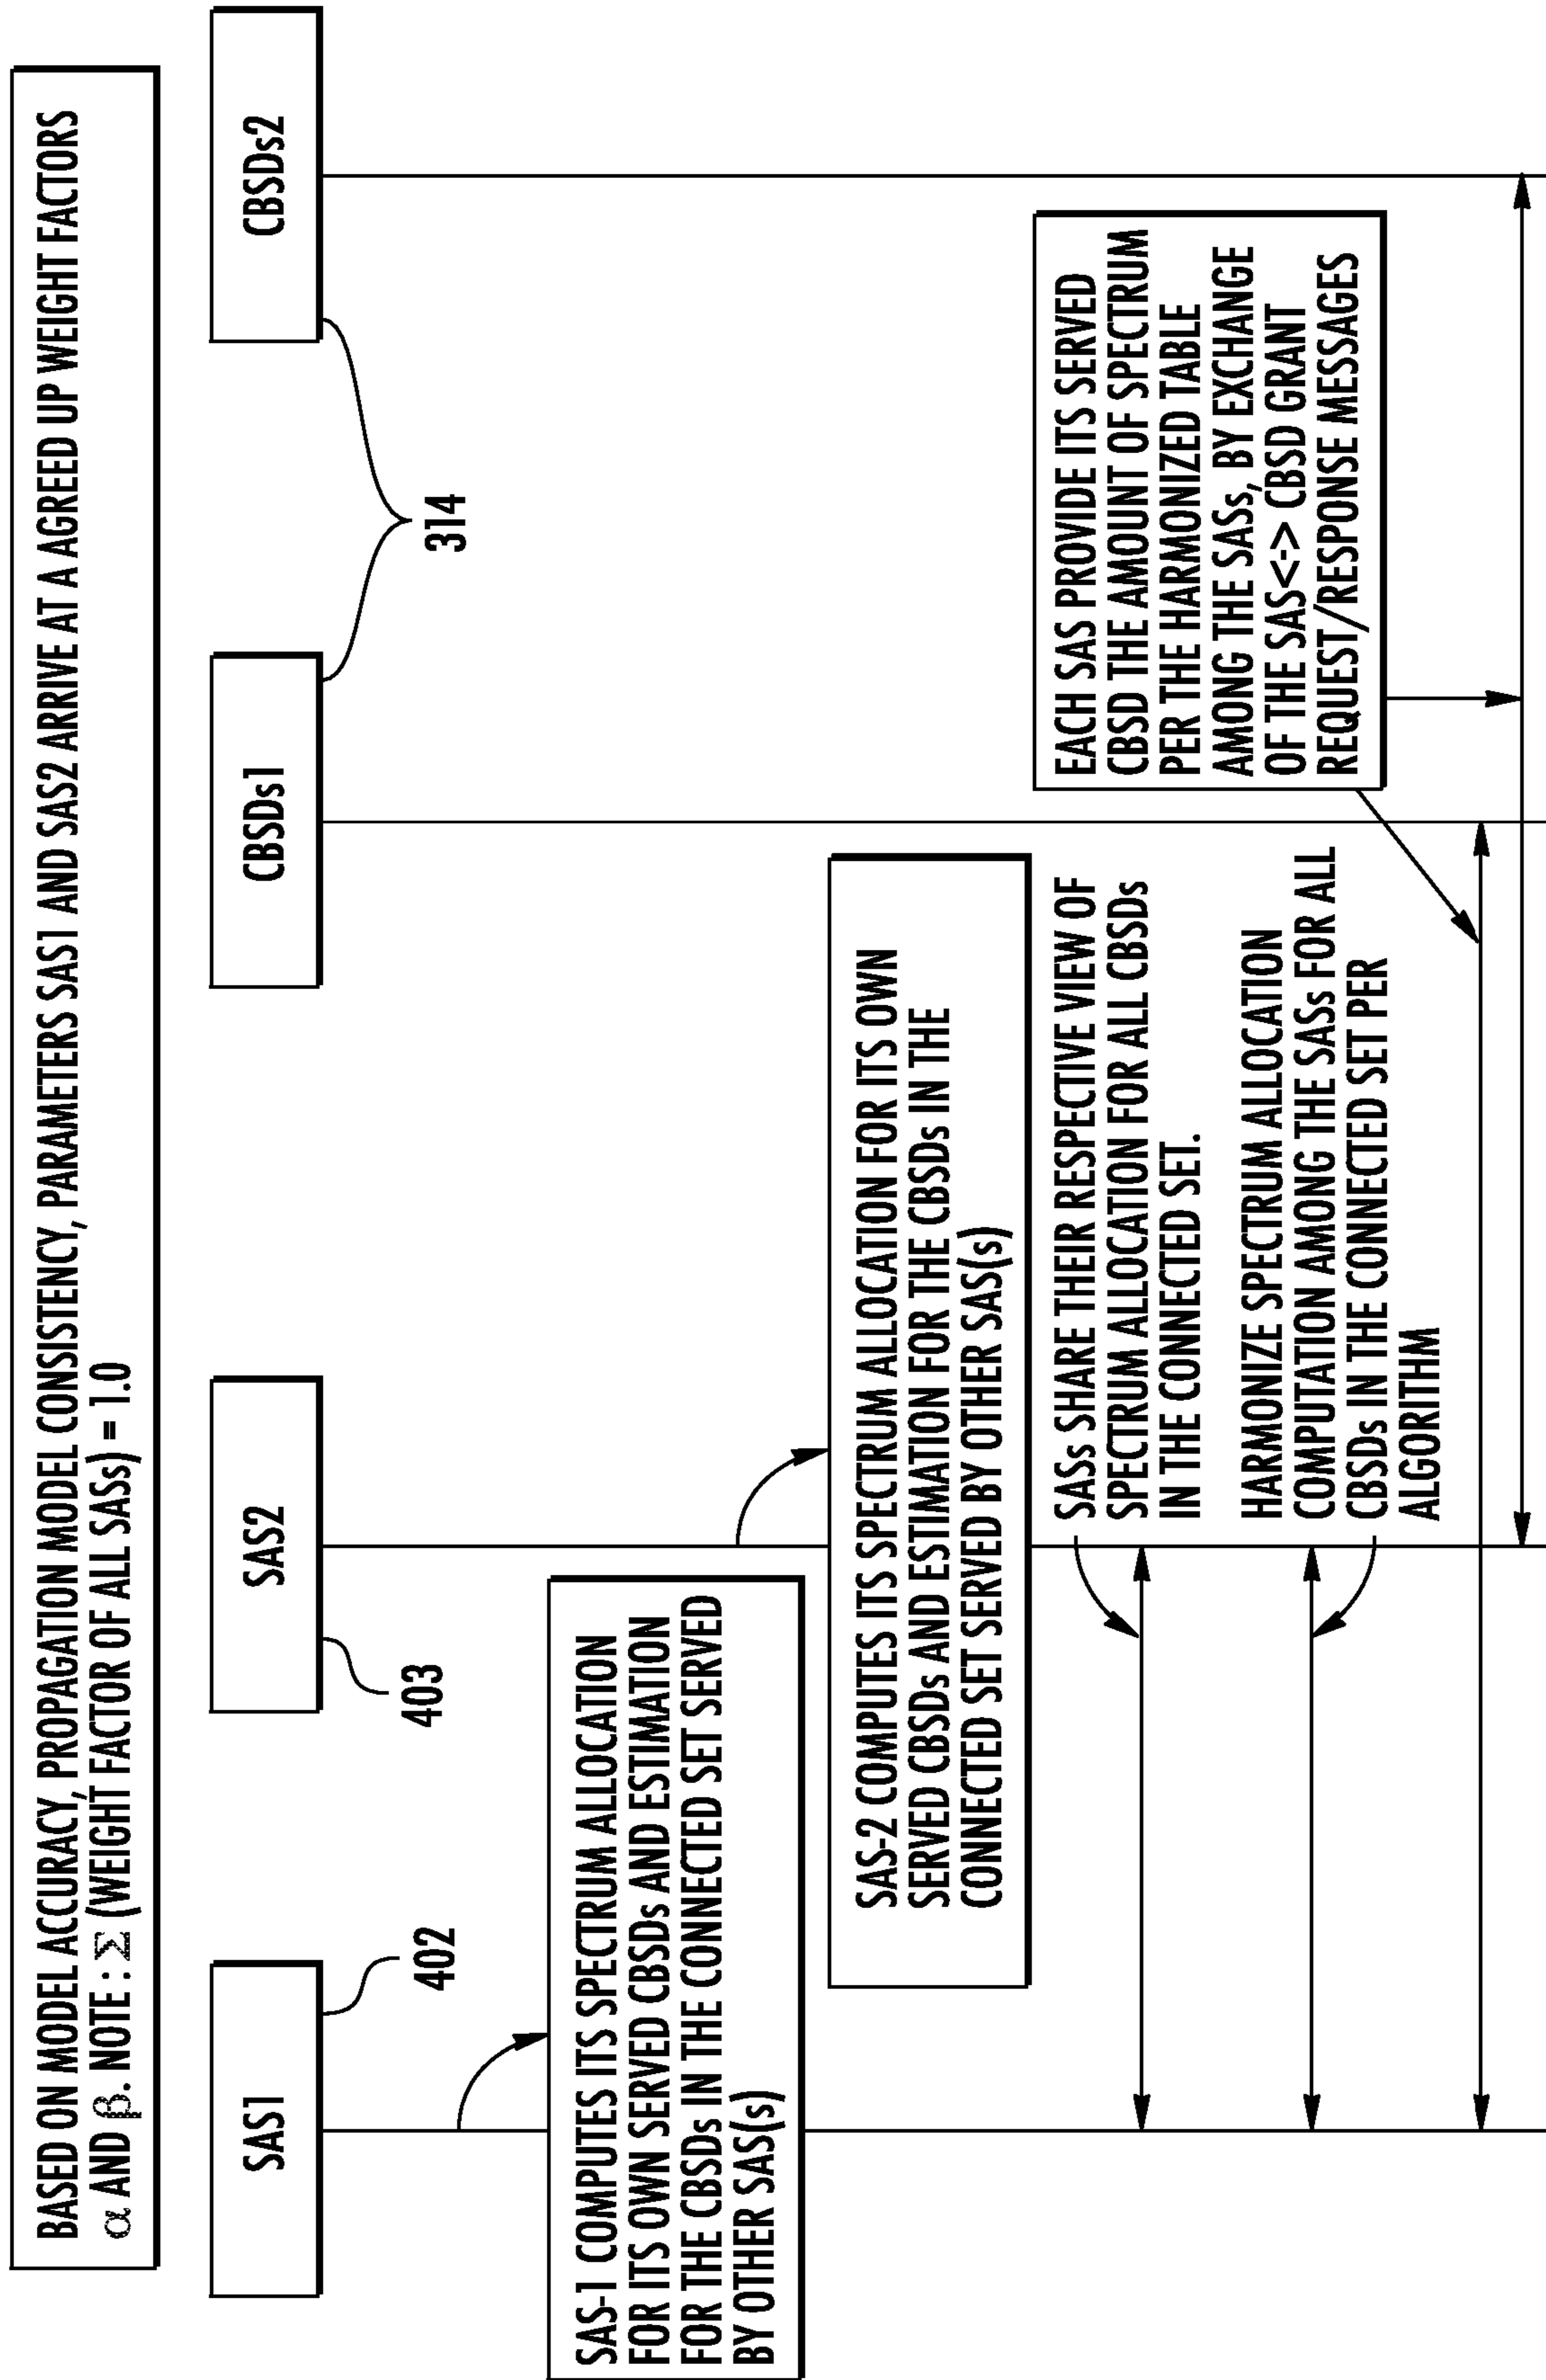 BASED ON MODEL ACCURACY, PROPAGATION MODEL CONSISTENCY, PARAMETERS SAS1 AND SAS2 ARRIVE AT A AGREED UP WEIGHT FACTORS
α AND β. NOTE: Σ (WEIGHT FACTOR OF ALL SASs) = 1.0
SAS1
SAS2
CBSDs1
CBSDs2
402
403
314
SAS-1 COMPUTES ITS SPECTRUM ALLOCATION
FOR ITS OWN SERVED CBSDs AND ESTIMATION
FOR THE CBSDs IN THE CONNECTED SET SERVED
BY OTHER SAS(s)
SAS-2 COMPUTES ITS SPECTRUM ALLOCATION FOR ITS OWN
SERVED CBSDs AND ESTIMATION FOR THE CBSDs IN THE
CONNECTED SET SERVED BY OTHER SAS(s)
SASs SHARE THEIR RESPECTIVE VIEW OF
SPECTRUM ALLOCATION FOR ALL CBSDs
IN THE CONNECTED SET.
HARMONIZE SPECTRUM ALLOCATION
COMPUTATION AMONG THE SASs FOR ALL
CBSDs IN THE CONNECTED SET PER
ALGORITHM
EACH SAS PROVIDE ITS SERVED
CBSD THE AMOUNT OF SPECTRUM
PER THE HARMONIZED TABLE
AMONG THE SASs, BY EXCHANGE
OF THE SAS<-> CBSD GRANT
REQUEST/RESPONSE MESSAGES